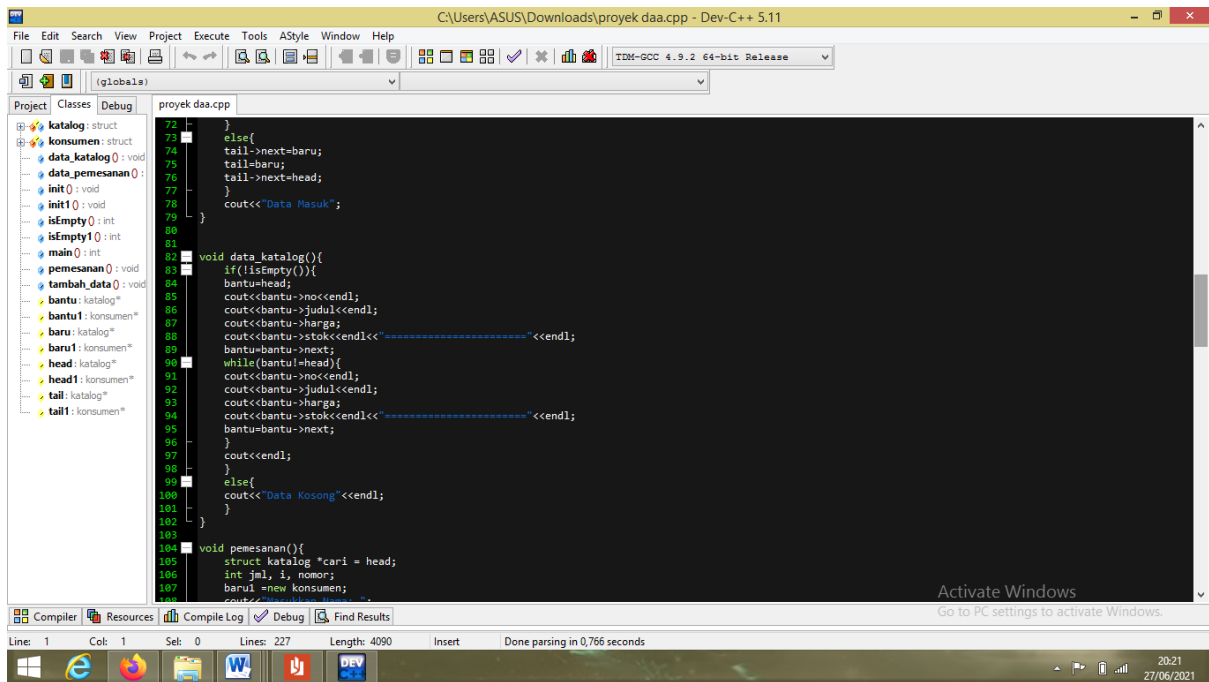 C:\Users\ASUS\Downloads\proyek daa.cpp - Dev-C++ 5.11
File Edit Search View Project Execute Tools AStyle Window Help
TDM-GCC 4.9.2 64-bit Release
(globals)
Project Classes Debug
proyek daa.cpp
katalog : struct
konsumen : struct
data_katalog () : void
data_pemesanan () :
init () : void
init1 () : void
isEmpty () : int
isEmpty1 () : int
main () : int
pemesanan () : void
tambah_data () : void
bantu : katalog*
bantu1 : konsumen*
baru : katalog*
baru1 : konsumen*
head : katalog*
head1 : konsumen*
tail : katalog*
tail1 : konsumen*
72 }
73 else{
74 tail->next=baru;
75 tail=baru;
76 tail->next=head;
77 }
78 cout<<"Data Masuk";
79 }
80
81
82 void data_katalog(){
83 if(!isEmpty()){
84 bantu=head;
85 cout<<bantu->no<<endl;
86 cout<<bantu->judul<<endl;
87 cout<<bantu->harga;
88 cout<<bantu->stok<<endl<<"======================="<<endl;
89 bantu=bantu->next;
90 while(bantu!=head){
91 cout<<bantu->no<<endl;
92 cout<<bantu->judul<<endl;
93 cout<<bantu->harga;
94 cout<<bantu->stok<<endl<<"======================="<<endl;
95 bantu=bantu->next;
96 }
97 cout<<endl;
98 }
99 else{
100 cout<<"Data Kosong"<<endl;
101 }
102 }
103
104 void pemesanan(){
105 struct katalog *cari = head;
106 int jml, i, nomor;
107 baru1 =new konsumen;
108 cout<<"Masukkan Nama: ";
Activate Windows
Go to PC settings to activate Windows.
Compiler Resources Compile Log Debug Find Results
Line: 1 Col: 1 Sel: 0 Lines: 227 Length: 4090 Insert Done parsing in 0,766 seconds
DEV
20:21
27/06/2021